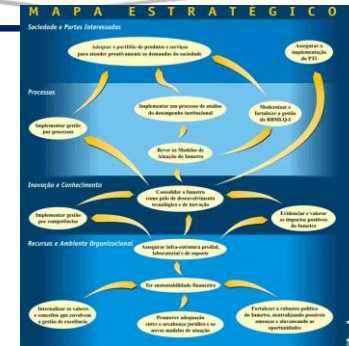 MAPA ESTRATÉGICO
Sociedade e Partes Interessadas
Adequar o portfólio de produtos e serviços
para atender proativamente as demandas da sociedade
Assegurar a
implementação
do PTI
Processos
Implementar um processo de análise
do desempenho institucional
Modernizar e
fortalecer a gestão
da RBMLQ-I
Implementar gestão
por processos
Rever os Modelos de
Atuação do Inmetro
Inovação e Conhecimento
Consolidar o Inmetro
como pólo de desenvolvimento
tecnológico e de inovação
Implementar gestão
por competências
Evidenciar e valorar
os impactos positivos
do Inmetro
Recursos e Ambiente Organizacional
Assegurar infra-estrutura predial,
laboratorial e de suporte
Ter sustentabilidade financeira
Internalizar os valores
e conceitos que envolvem
a gestão de excelência
Promover adequação
entre o arcabouço jurídico e os
novos modelos de atuação
Fortalecer a robustez política
do Inmetro, neutralizando possíveis
ameaças e alavancando as
oportunidades